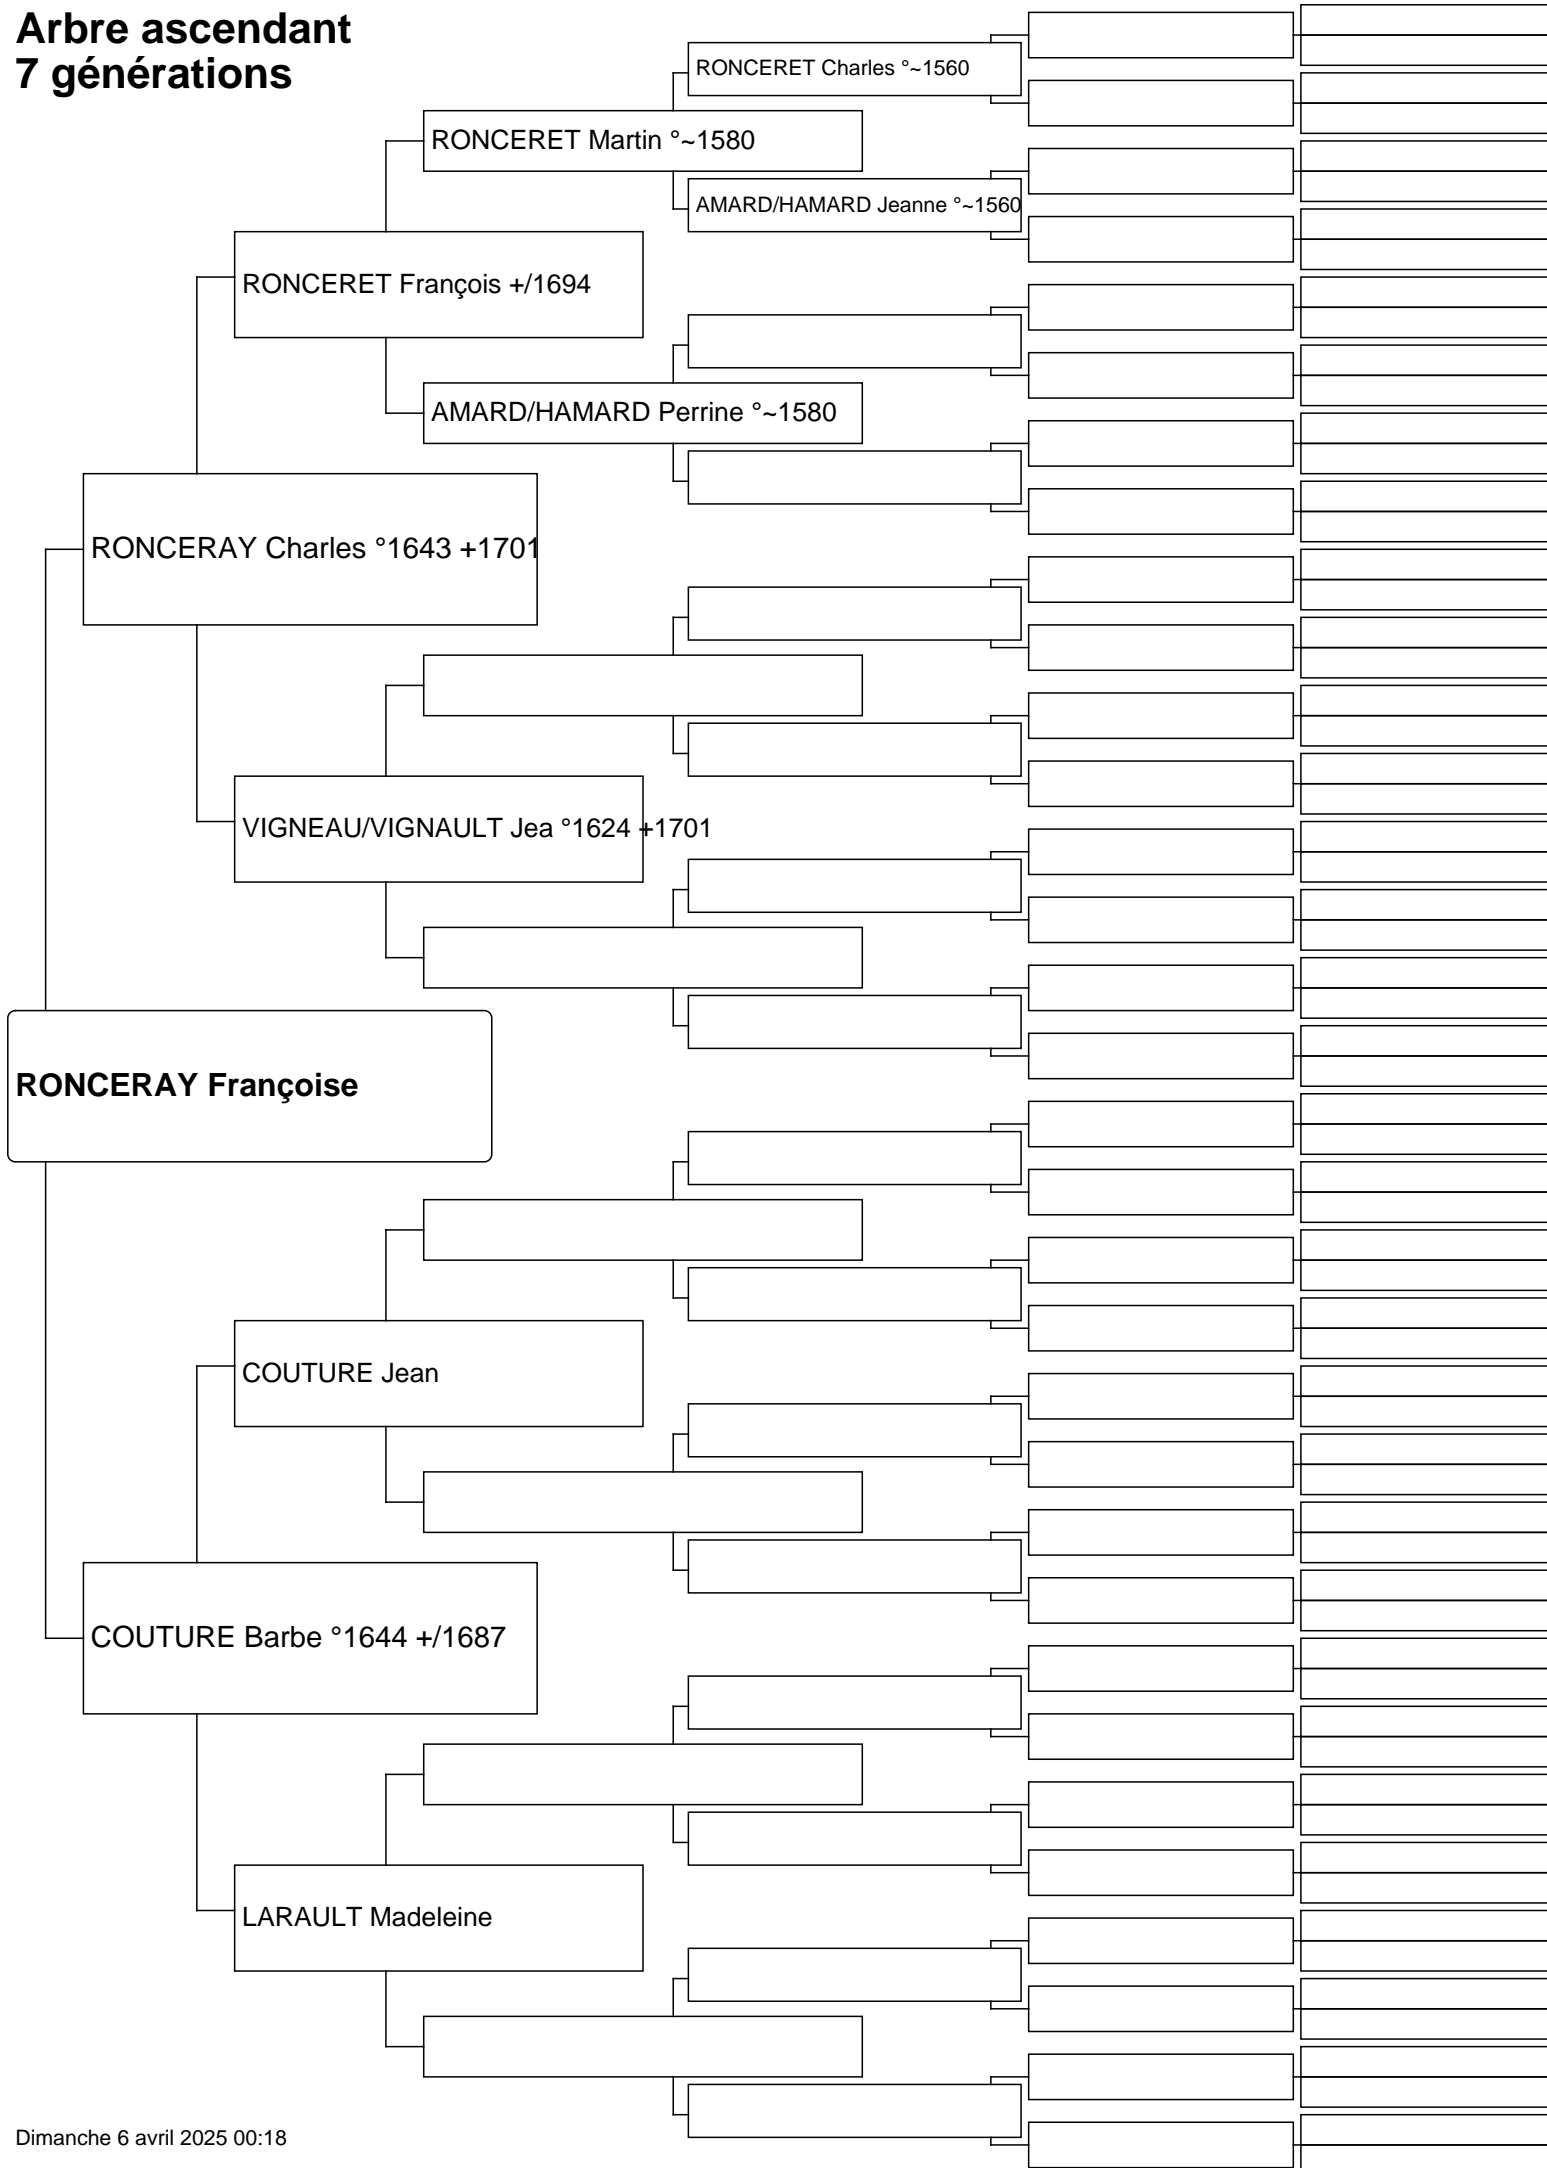 Arbre ascendant
7 générations
RONCERET Charles °~1560
RONCERET Martin °~1580
AMARD/HAMARD Jeanne °~1560
RONCERET François +/1694
AMARD/HAMARD Perrine °~1580
RONCERAY Charles °1643 +1701
VIGNEAU/VIGNAULT Jea °1624 +1701
RONCERAY Françoise
COUTURE Jean
COUTURE Barbe °1644 +/1687
LARAULT Madeleine
Dimanche 6 avril 2025 00:18